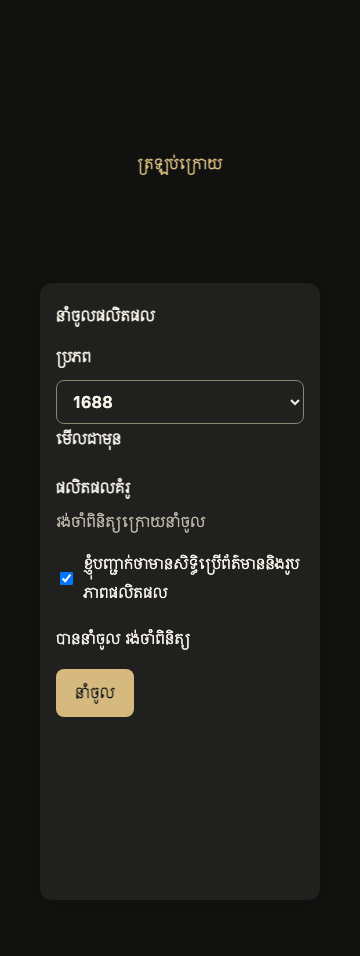 ត្រឡប់ក្រោយ
នាំចូលផលិតផល
ប្រភព
1688
មើលជាមុន
ផលិតផលគំរូ
រង់ចាំពិនិត្យក្រោយនាំចូល
ខ្ញុំបញ្ជាក់ថាមានសិទ្ធិប្រើព័ត៌មាននិងរូប
ភាពផលិតផល
បាននាំចូល រង់ចាំពិនិត្យ
នាំចូល